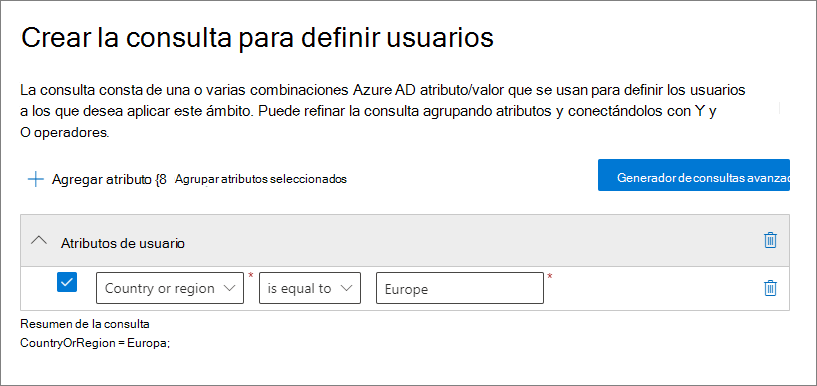 Crear la consulta para definir usuarios
La consulta consta de una o varias combinaciones Azure AD atributo/valor que se usan para definir los usuarios
a los que desea aplicar este ámbito. Puede refinar la consulta agrupando atributos y conectándolos con Y y
O operadores.
Agregar atributo {8 Agrupar atributos seleccionados Generador de consultas avanzad
Atributos de usuario
Country or region * is equal to Europe *
Resumen de la consulta
CountryOrRegion = Europa;